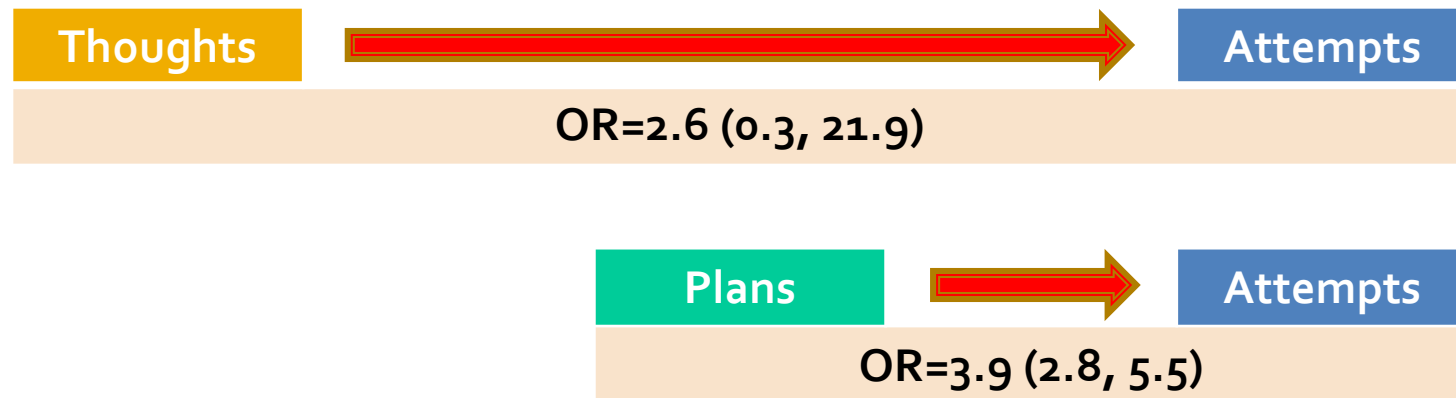 Thoughts
Attempts
OR=2.6 (0.3, 21.9)
Plans
Attempts
OR=3.9 (2.8, 5.5)